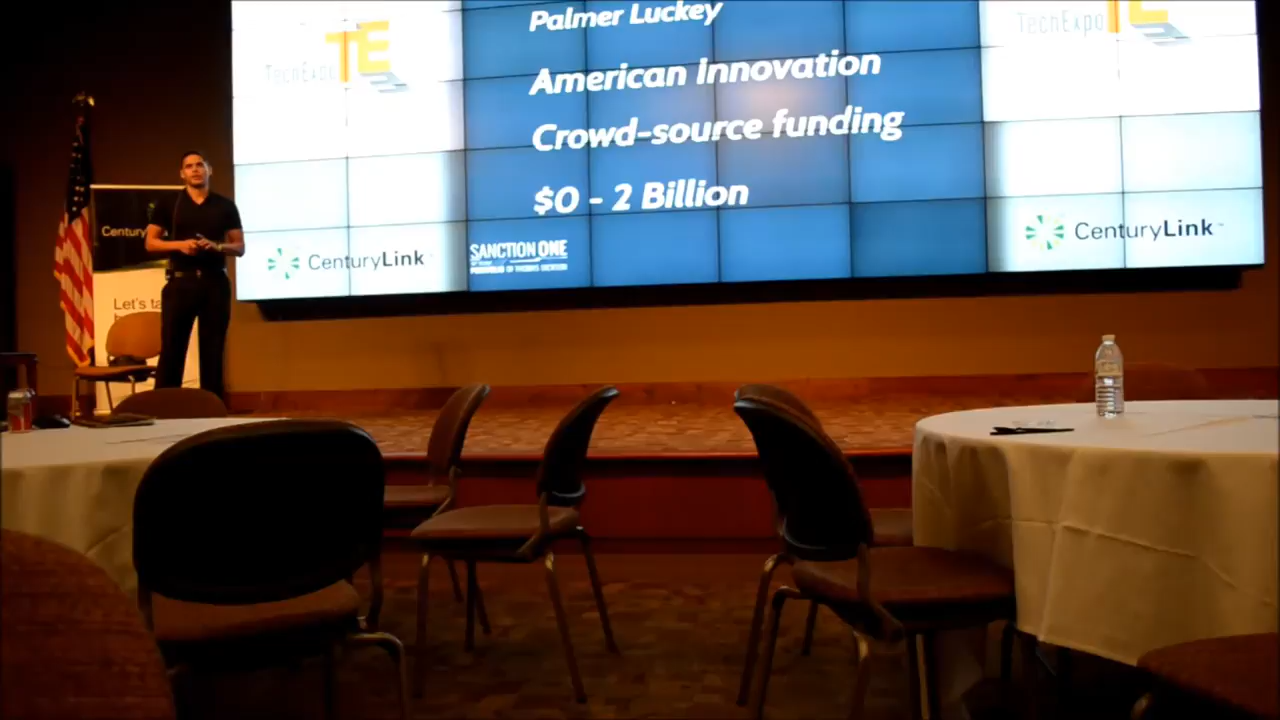 Palmer Luckey
American Innovation
Crowd-source funding
$0 - 2 Billion
TECHEXPO TE
TECHEXPO TE
CenturyLink
SANCTION ONE
CenturyLink
Century
Let's ta